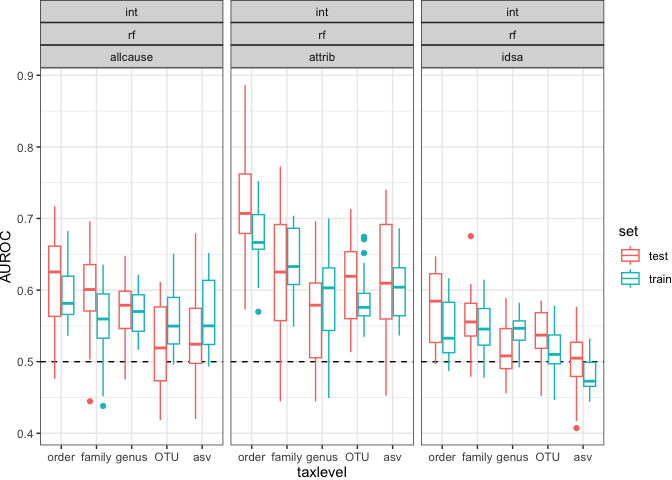 int int int
rf rf rf
allcause attrib idsa
0.9
0.8
0.7
0.6
0.5
0.4
AUROC
order family genus OTU asv order family genus OTU asv order family genus OTU asv
taxlevel
set
test
train